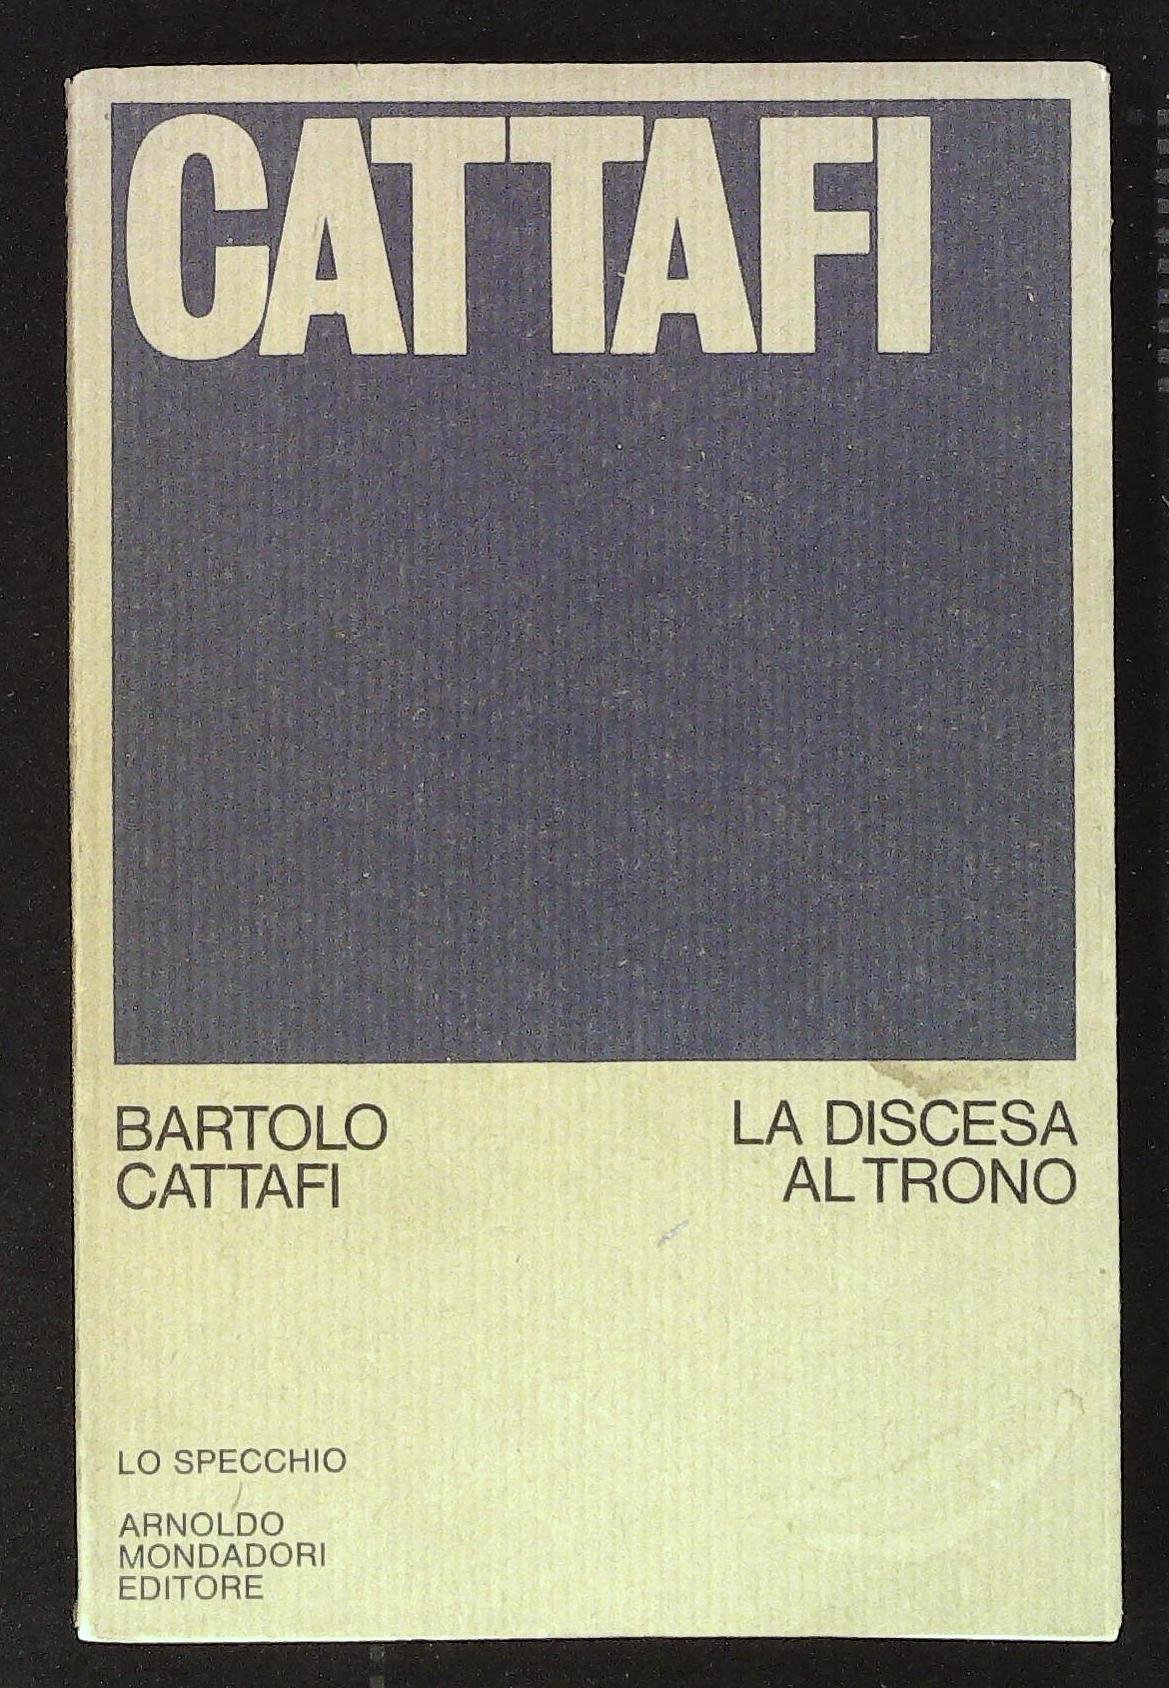 CATTAFI
BARTOLO
CATTAFI
LA DISCESA
AL TRONO
LO SPECCHIO
ARNOLDO
MONDADORI
EDITORE